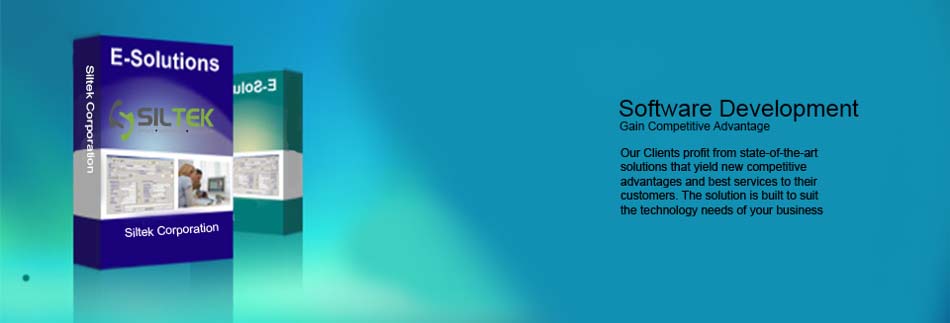 E-Solutions
SILTEK
Siltek Corporation
Siltek Corporation
E-Solu
Software Development
Gain Competitive Advantage
Our Clients profit from state-of-the-art
solutions that yield new competitive
advantages and best services to their
customers. The solution is built to suit
the technology needs of your business